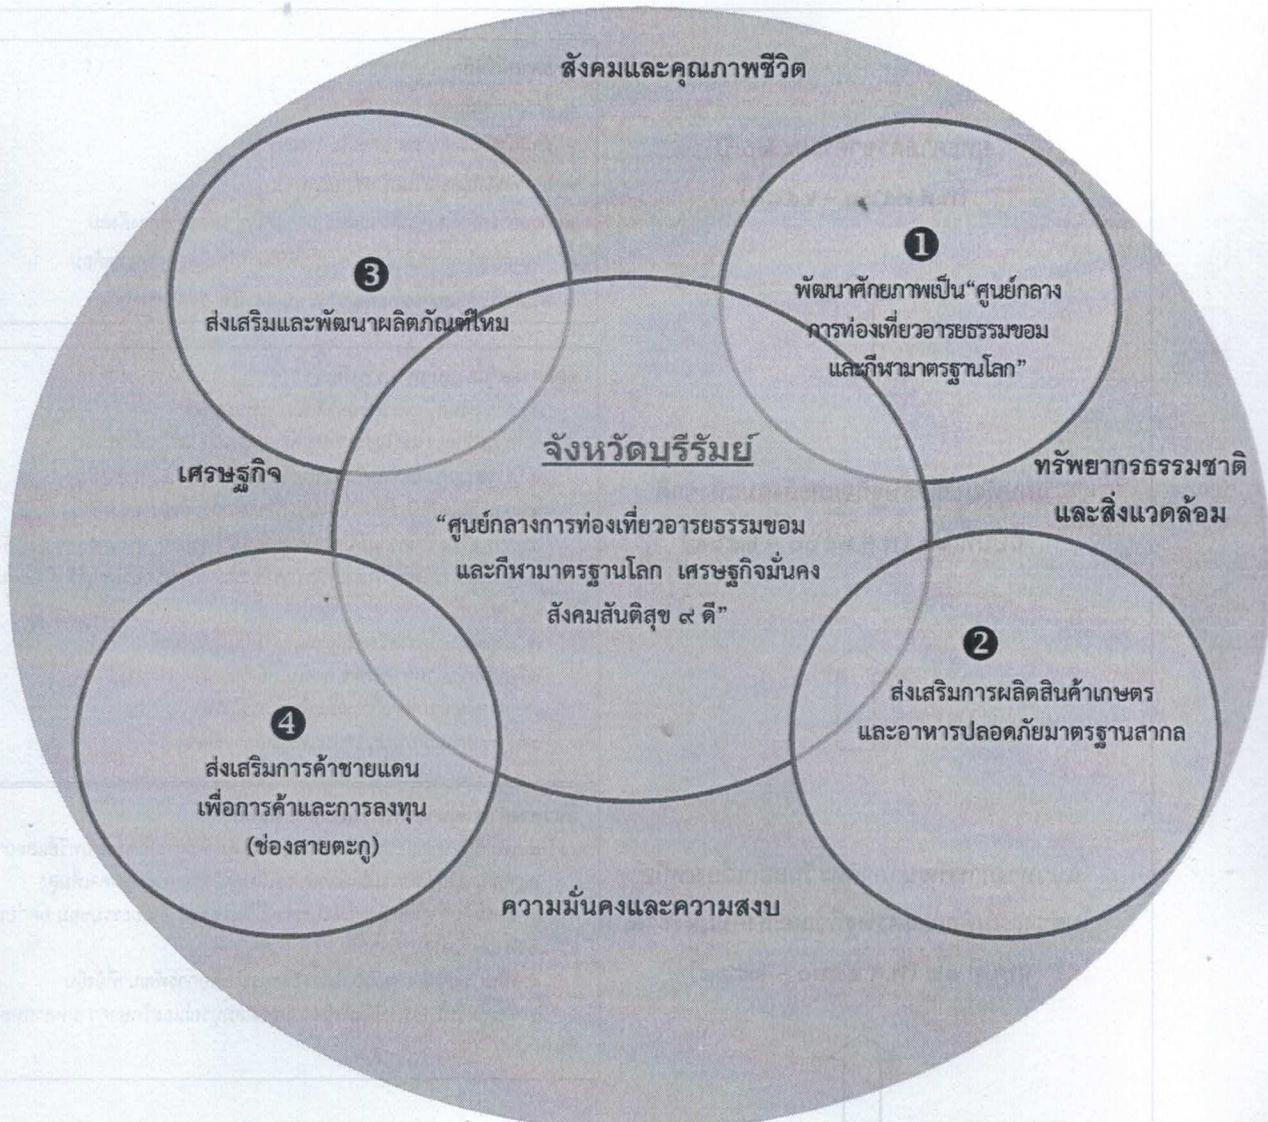 สังคมและคุณภาพชีวิต
❶
พัฒนาศักยภาพเป็น“ศูนย์กลาง
การท่องเที่ยวอารยธรรมขอม
และกีฬามาตรฐานโลก”
❸
ส่งเสริมและพัฒนาผลิตภัณฑ์ไหม
เศรษฐกิจ
จังหวัดบุรีรัมย์
“ศูนย์กลางการท่องเที่ยวอารยธรรมขอม
และกีฬามาตรฐานโลก เศรษฐกิจมั่นคง
สังคมสันติสุข ๙ ดี”
ทรัพยากรธรรมชาติ
และสิ่งแวดล้อม
❷
ส่งเสริมการผลิตสินค้าเกษตร
และอาหารปลอดภัยมาตรฐานสากล
❹
ส่งเสริมการค้าชายแดน
เพื่อการค้าและการลงทุน
(ช่องสายตะกู)
ความมั่นคงและความสงบ